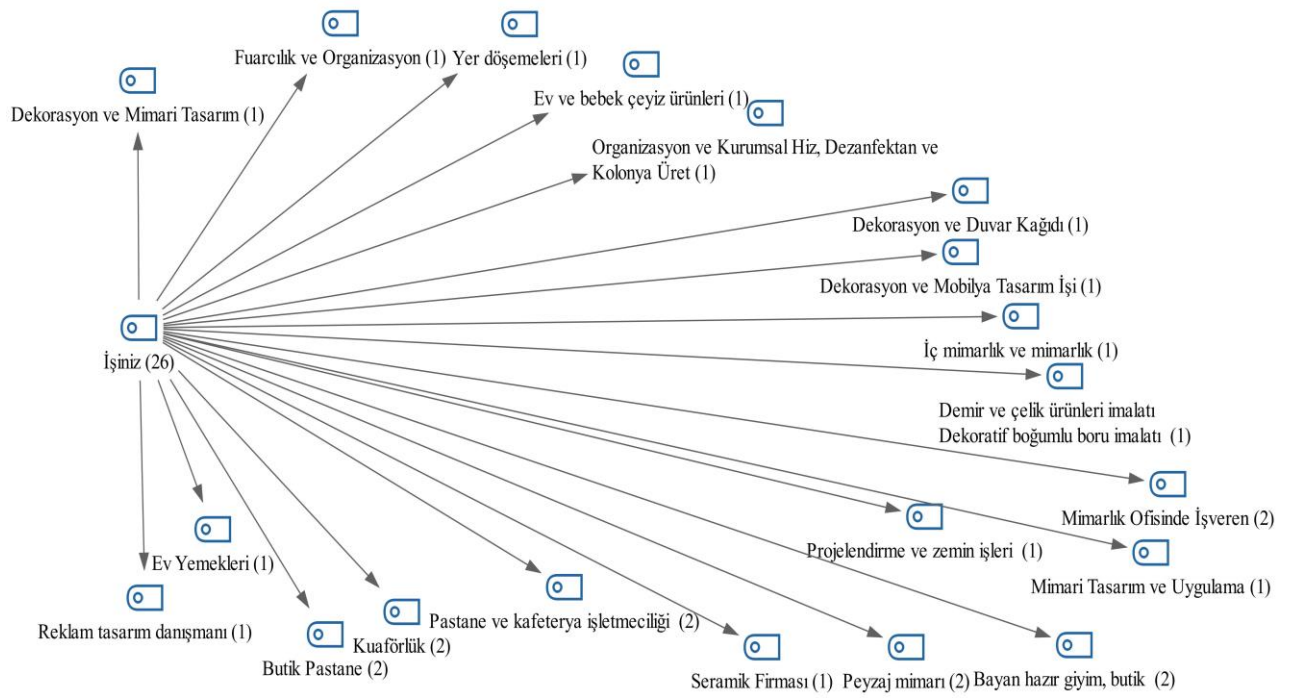 Fuarcılık ve Organizasyon (1)
Yer döşemeleri (1)
Ev ve bebek çeyiz ürünleri (1)
Dekorasyon ve Mimari Tasarım (1)
Organizasyon ve Kurumsal Hiz, Dezanfektan ve
Kolonya Üret (1)
Dekorasyon ve Duvar Kağıdı (1)
Dekorasyon ve Mobilya Tasarım İşi (1)
İç mimarlık ve mimarlık (1)
İşiniz (26)
Demir ve çelik ürünleri imalatı
Dekoratif boğumlu boru imalatı (1)
Mimarlık Ofisinde İşveren (2)
Projelendirme ve zemin işleri (1)
Ev Yemekleri (1)
Mimari Tasarım ve Uygulama (1)
Pastane ve kafeterya işletmeciliği (2)
Reklam tasarım danışmanı (1)
Kuaförlük (2)
Butik Pastane (2)
Seramik Firması (1)
Peyzaj mimarı (2)
Bayan hazır giyim, butik (2)